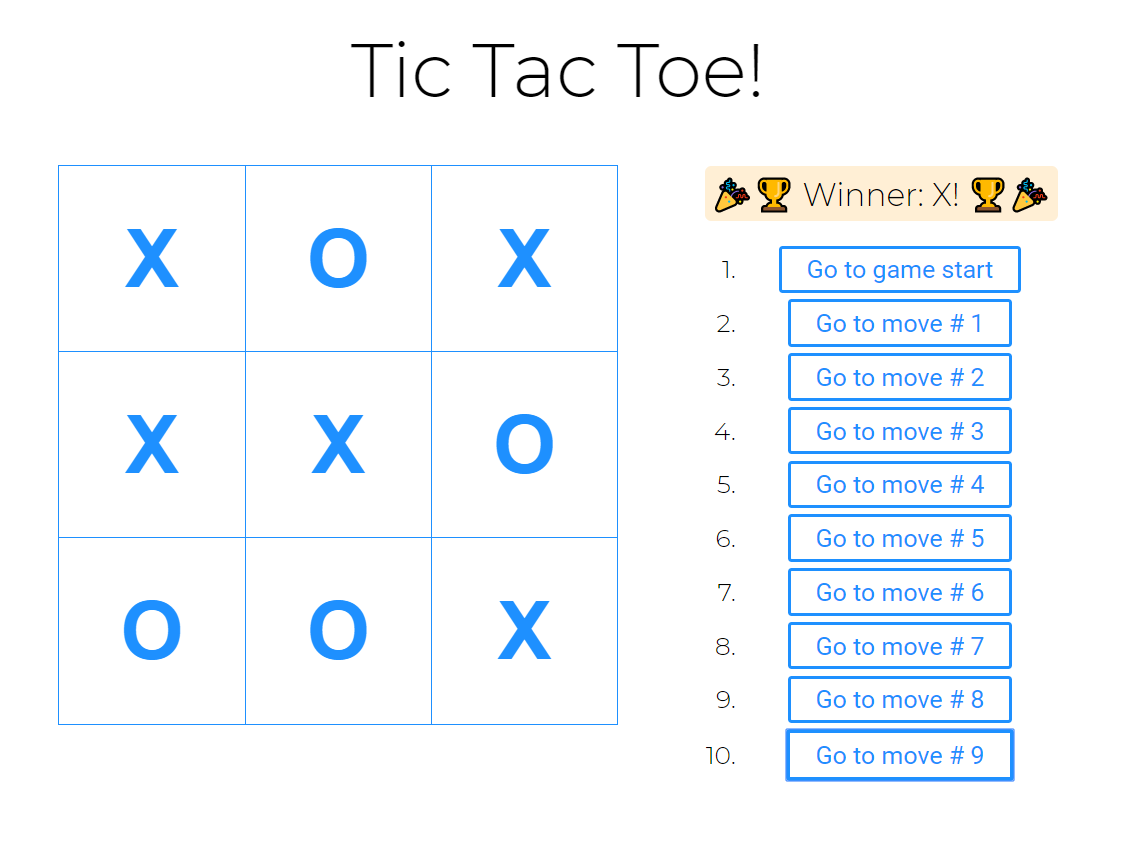 Tic Tac Toe!
X O X
X X O
O O X
Winner: X!
1. Go to game start
2. Go to move # 1
3. Go to move # 2
4. Go to move # 3
5. Go to move # 4
6. Go to move # 5
7. Go to move # 6
8. Go to move # 7
9. Go to move # 8
10. Go to move # 9